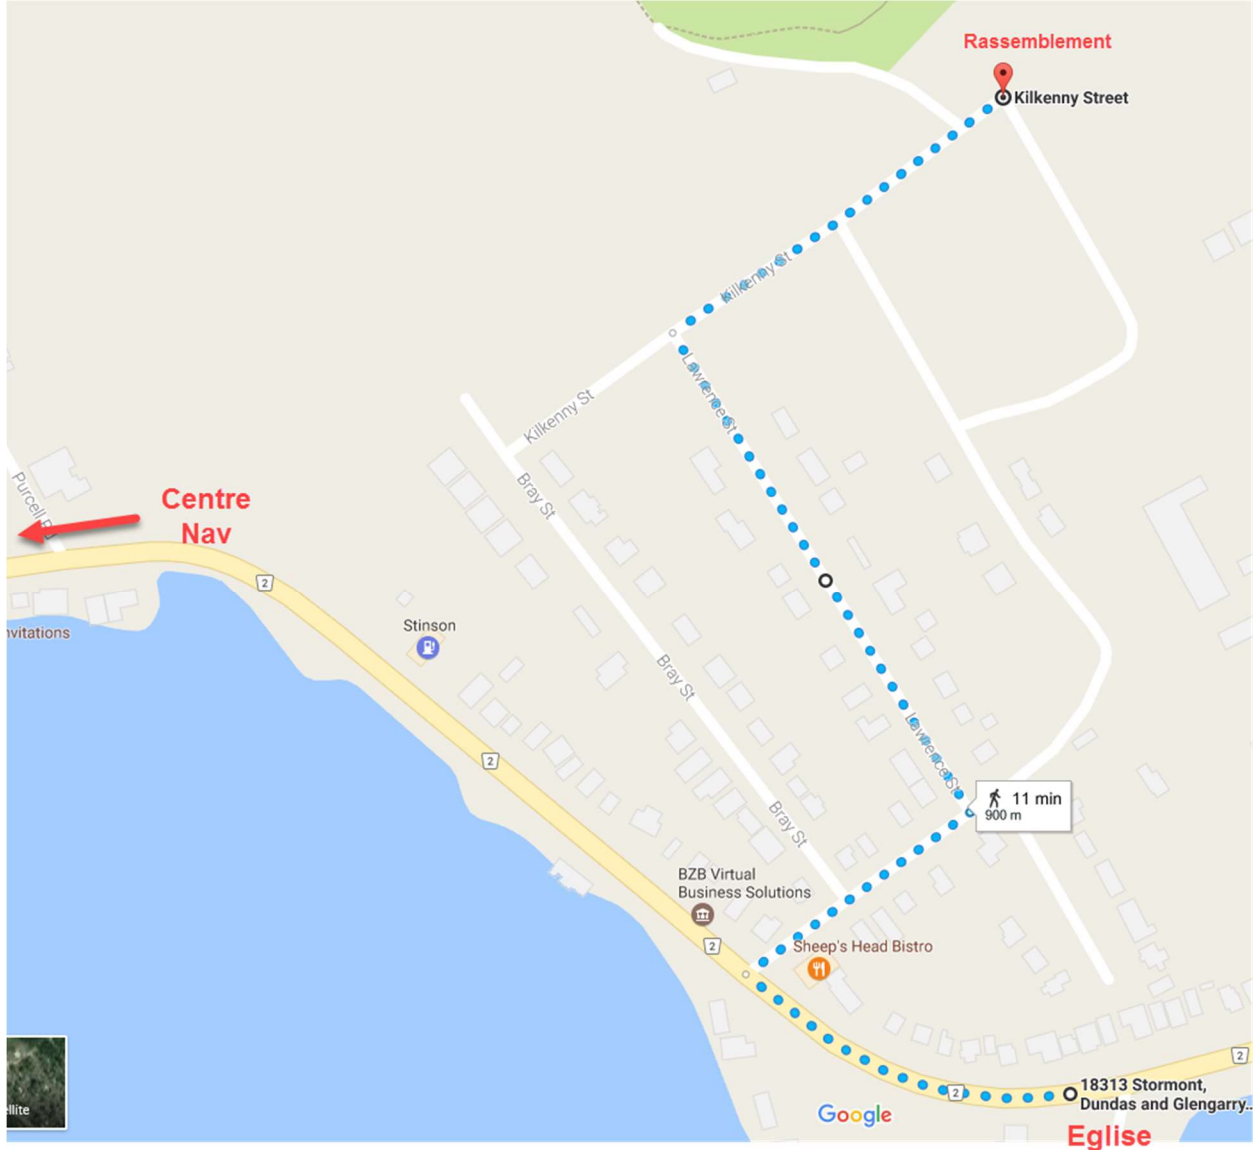 Rassemblement
Kilkenny Street
Kilkenny St
Lawrence St
Kilkenny St
Purcell
Centre
Nav
Bray St
2
Stinson
nvitations
Bray St
2
Lawrence St
11 min
900 m
Bray St
BZB Virtual
Business Solutions
2
Sheep's Head Bistro
2
2
18313 Stormont,
Dundas and Glengarry...
ellite
Google
Eglise